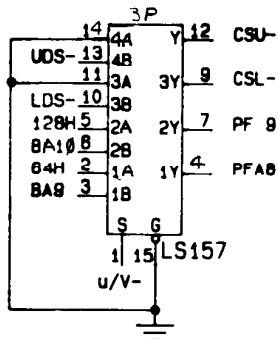 3P
14 4A Y 12 CSU-
UDS- 13 4B
11 3A 3Y 9 CSL-
LDS- 10 3B
128H 5 2A 2Y 7 PF 9
8A10 6 2B
64H 2 1A 1Y 4 PFA8
8A9 3 1B
S G
1 15 LS157
u/V-